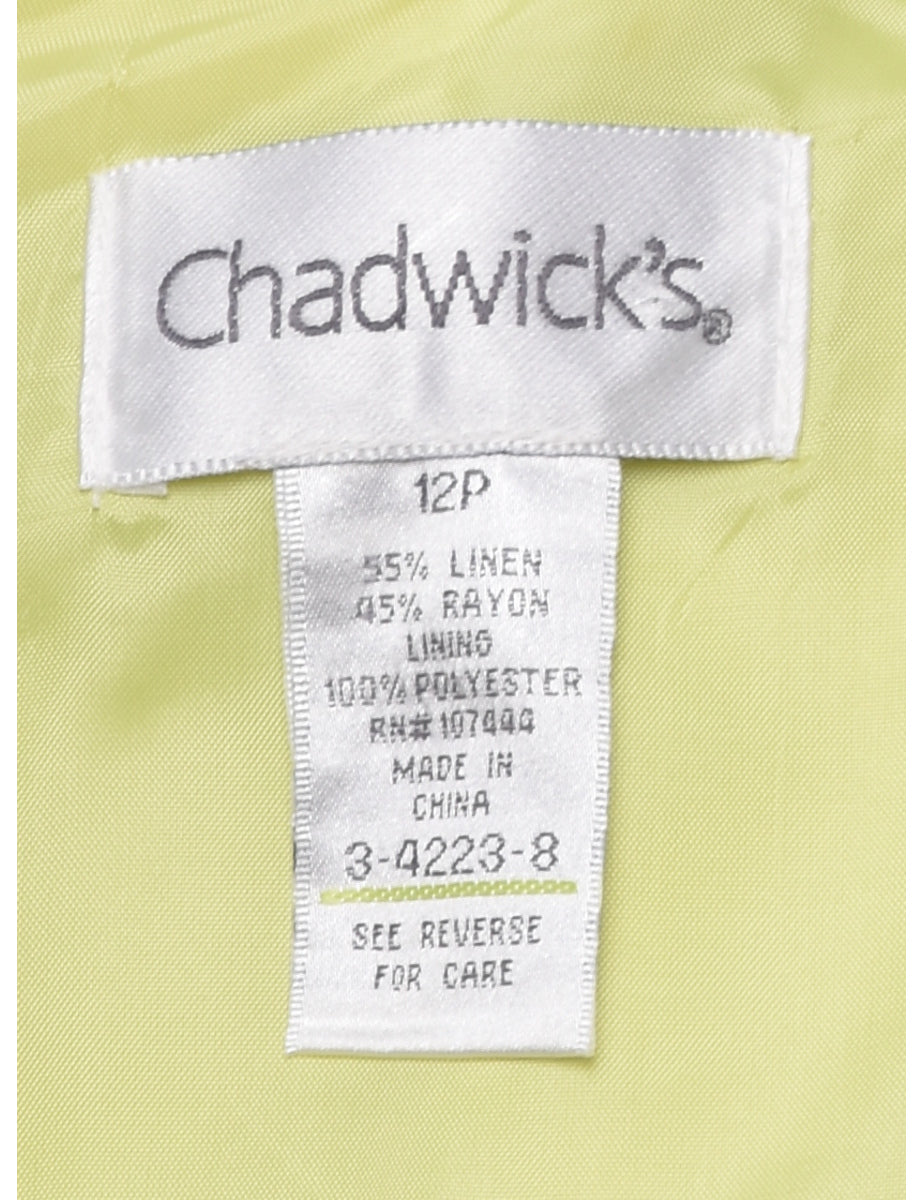 Chadwick's®
12P
55% LINEN
45% RAYON
LINING
100% POLYESTER
RN# 107444
MADE IN
CHINA
3-4223-8
SEE REVERSE
FOR CARE